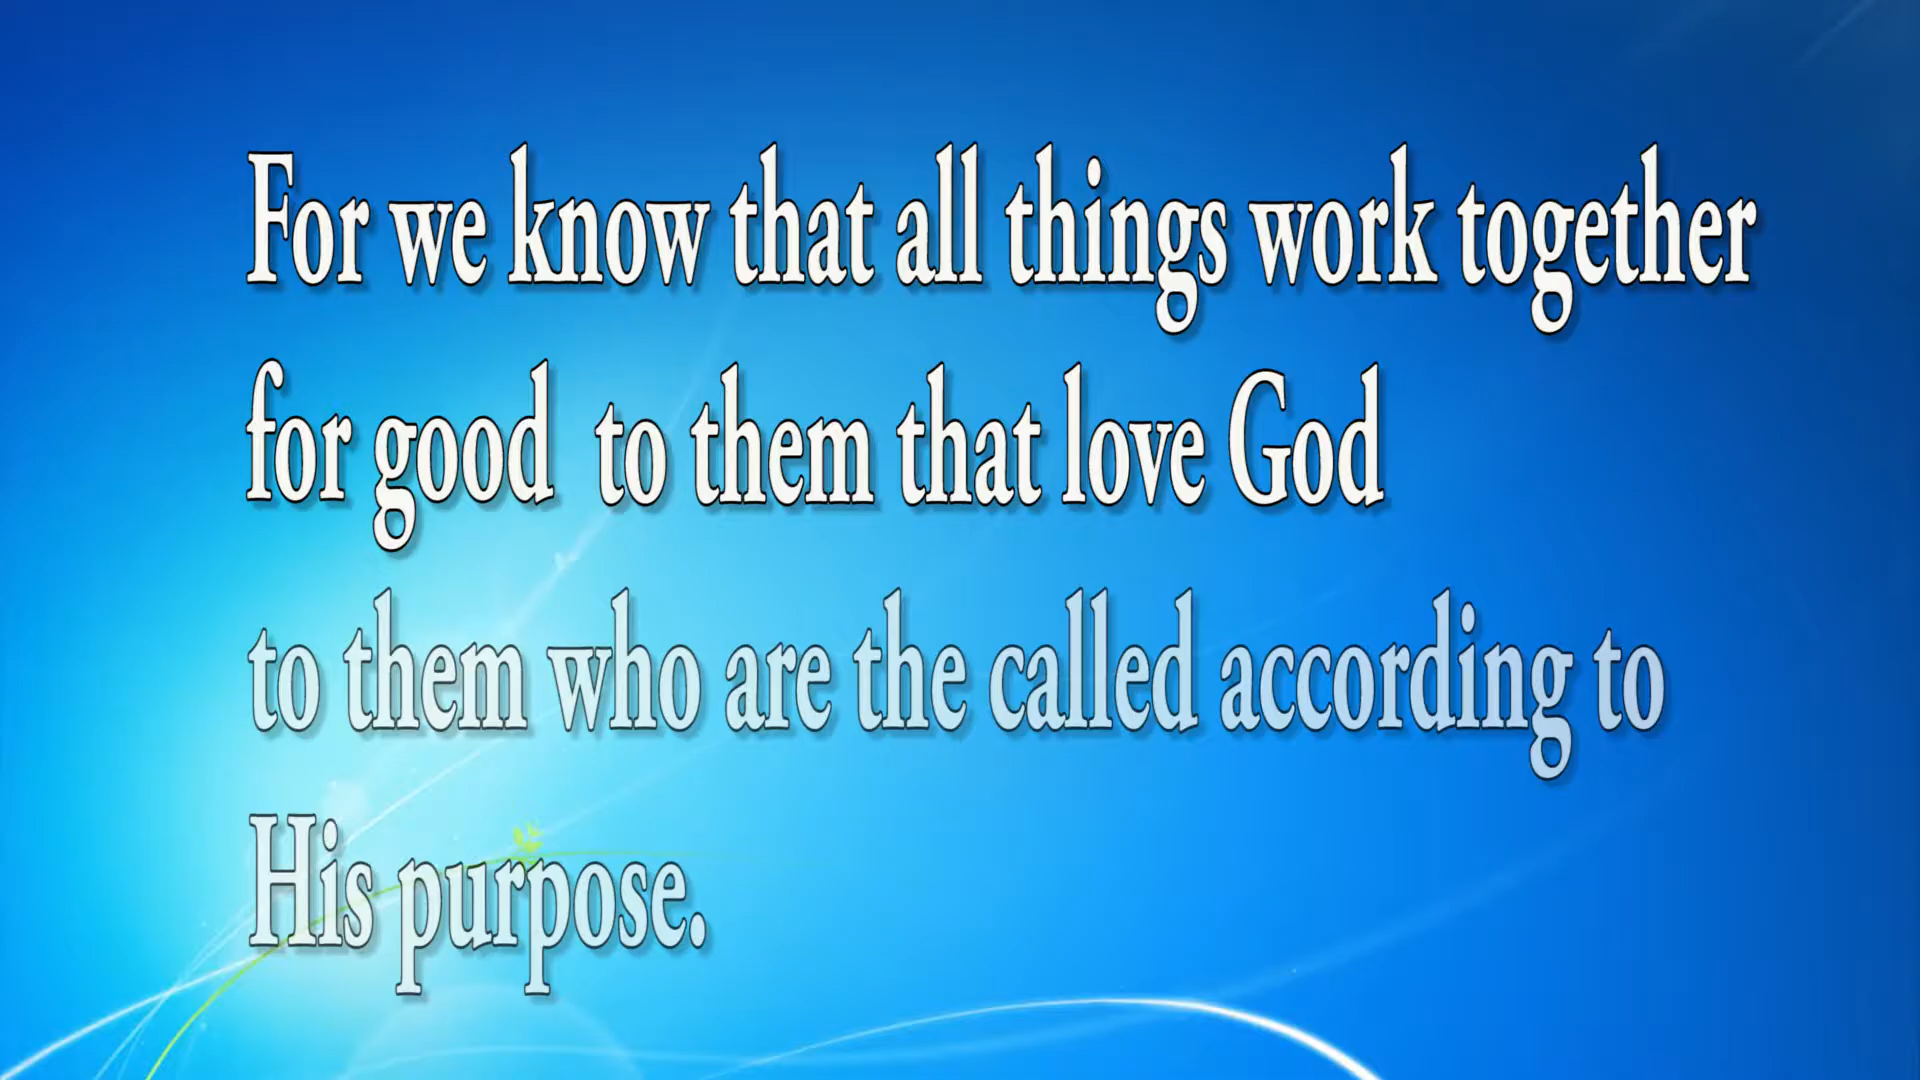 For we know that all things work together
for good to them that love God
to them who are the called according to
His purpose.